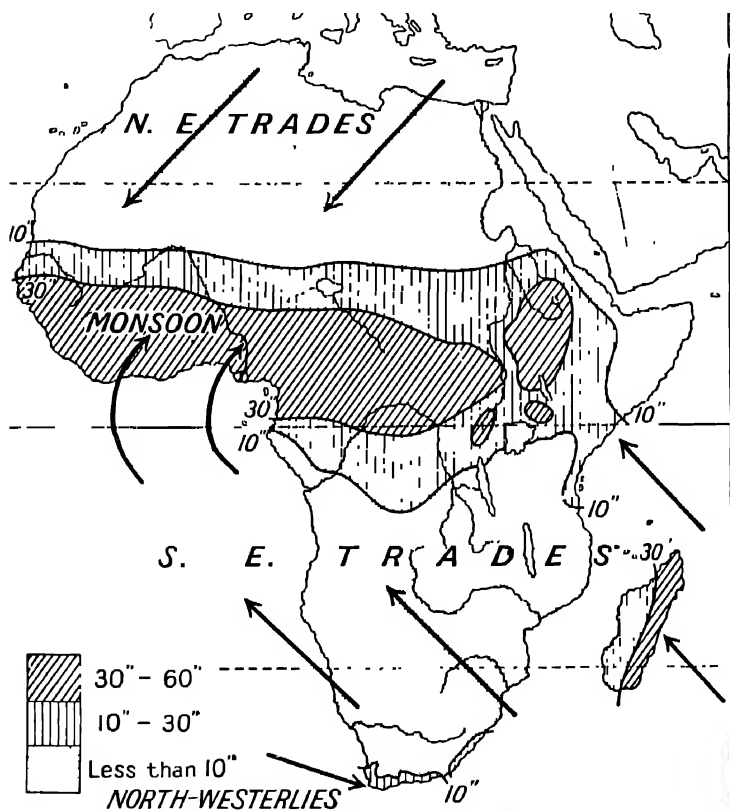 N. E TRADES
10"
30"
MONSOON
30"
10"
10"
10"
30'
S. E. TRADES
30" - 60"
10" - 30"
Less than 10"
NORTH-WESTERLIES
10"